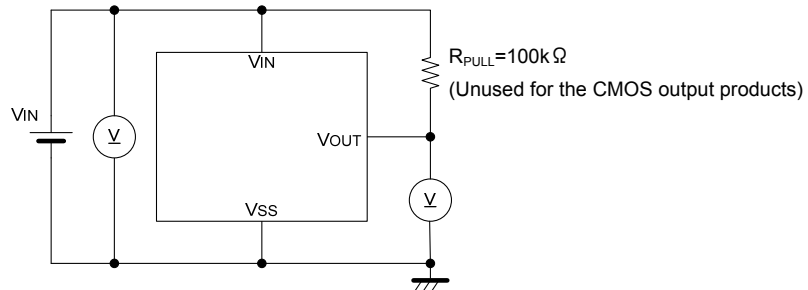 VIN
RPULL=100kΩ
(Unused for the CMOS output products)
VIN
V
VOUT
V
VSS